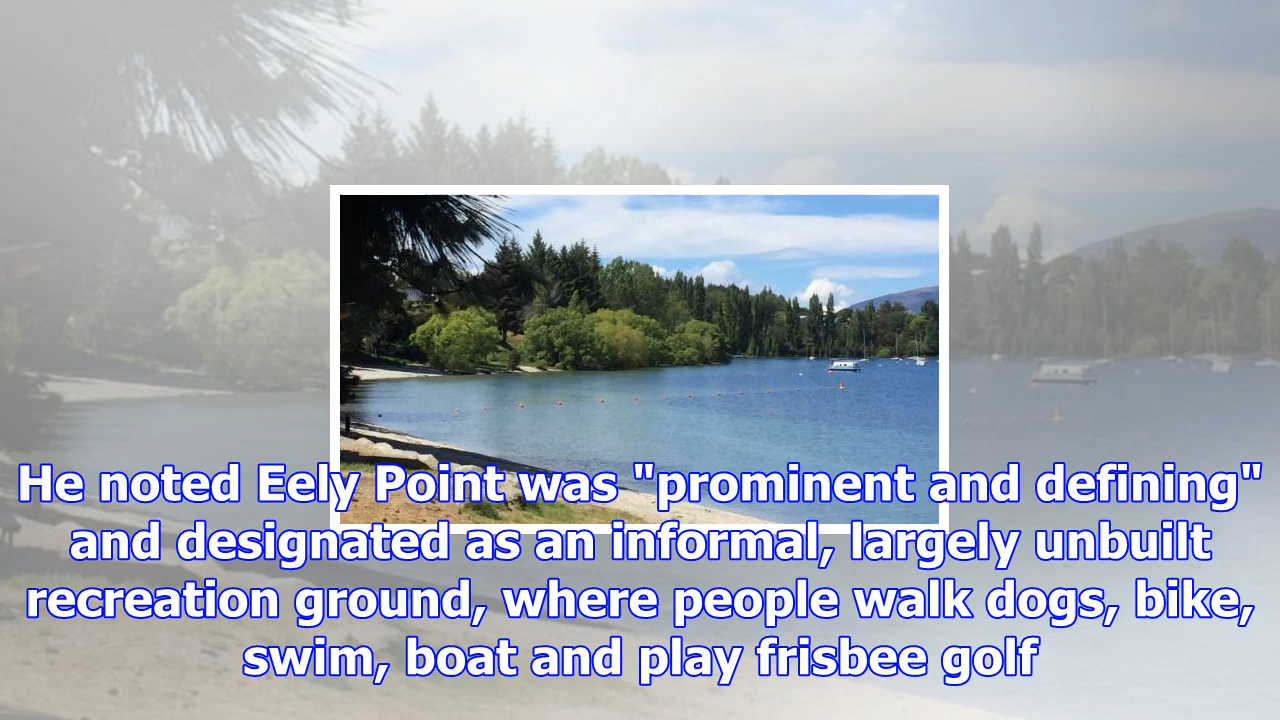 He noted Eely Point was "prominent and defining"
and designated as an informal, largely unbuilt
recreation ground, where people walk dogs, bike,
swim, boat and play frisbee golf